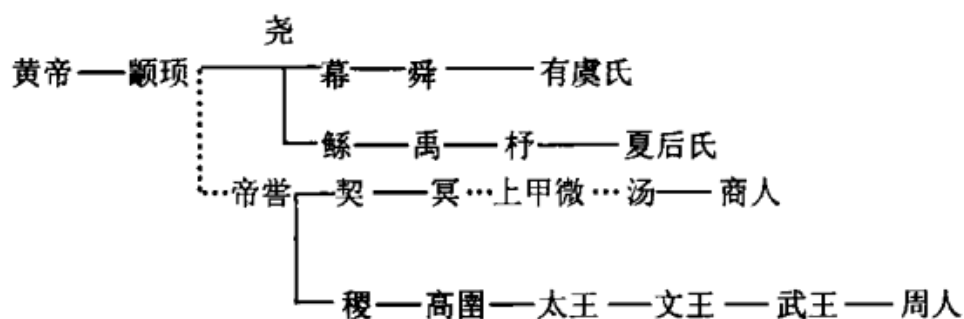 尧
黄帝 颛顼 幕 舜 有虞氏
鲧 禹 杼 夏后氏
帝喾 契 冥…上甲微…汤 商人
稷 高圉 太王 文王 武王 周人